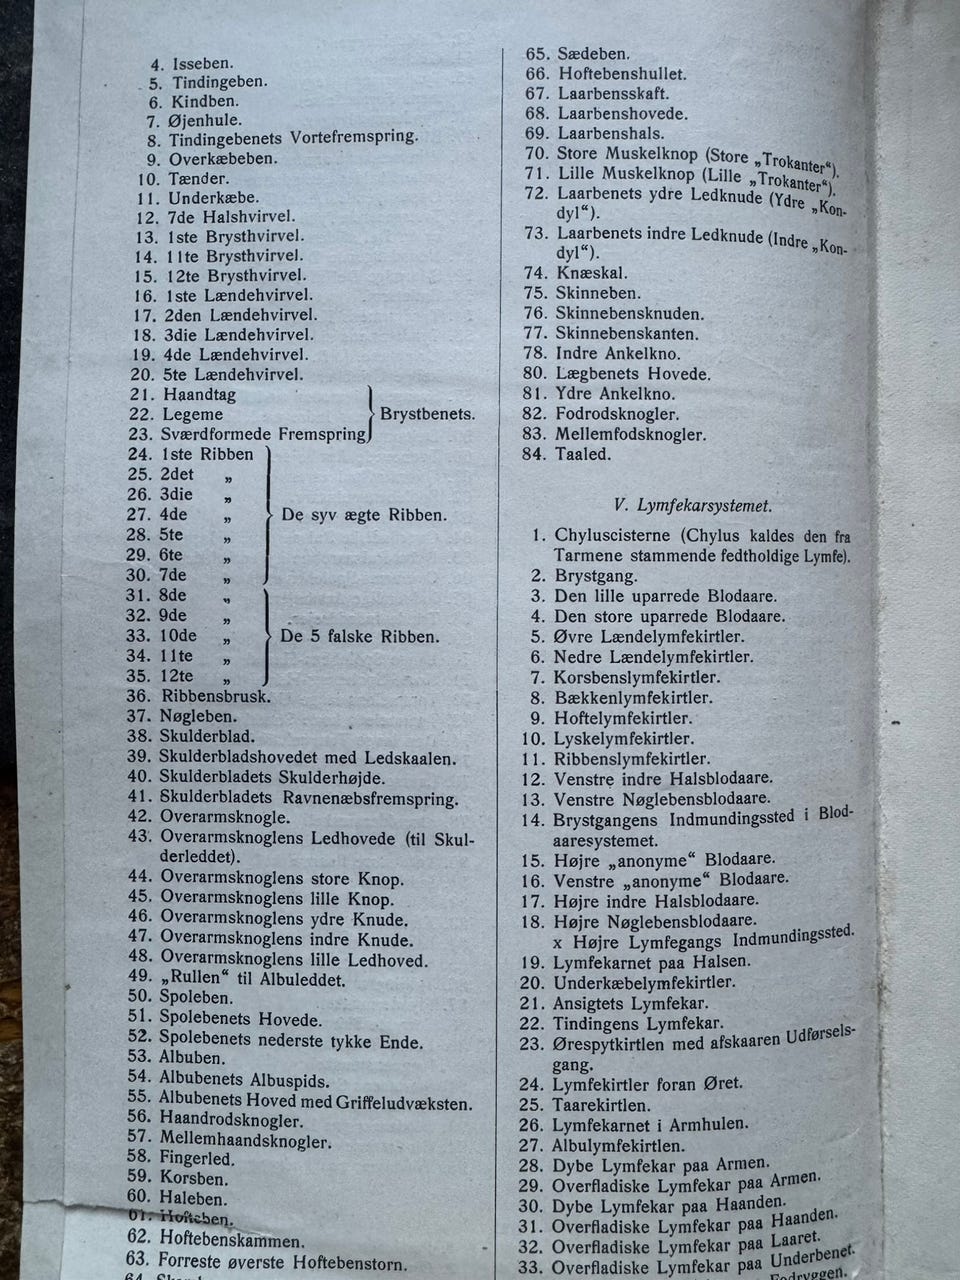 4. Isseben.
5. Tindingeben.
6. Kindben.
7. Øjenhule.
8. Tindingebenets Vortefremspring.
9. Overkæbeben.
10. Tænder.
11. Underkæbe.
12. 7de Halshvirvel.
13. 1ste Brysthvirvel.
14. 11te Brysthvirvel.
15. 12te Brysthvirvel.
16. 1ste Lændehvirvel.
17. 2den Lændehvirvel.
18. 3die Lændehvirvel.
19. 4de Lændehvirvel.
20. 5te Lændehvirvel.
21. Haandtag
22. Legeme
23. Sværdformede Fremspring
Brystbenets.
24. 1ste Ribben
25. 2det „
26. 3die „
27. 4de „
28. 5te „
29. 6te „
30. 7de „
De syv ægte Ribben.
31. 8de „
32. 9de „
33. 10de „
34. 11te „
35. 12te „
De 5 falske Ribben.
36. Ribbensbrusk.
37. Nøgleben.
38. Skulderblad.
39. Skulderbladshovedet med Ledskaalen.
40. Skulderbladets Skulderhøjde.
41. Skulderbladets Ravnenæbsfremspring.
42. Overarmsknogle.
43. Overarmsknoglens Ledhovede (til Skul-
derleddet).
44. Overarmsknoglens store Knop.
45. Overarmsknoglens lille Knop.
46. Overarmsknoglens ydre Knude.
47. Overarmsknoglens indre Knude.
48. Overarmsknoglens lille Ledhoved.
49. „Rullen“ til Albuleddet.
50. Spoleben.
51. Spolebenets Hovede.
52. Spolebenets nederste tykke Ende.
53. Albuben.
54. Albubenets Albuspids.
55. Albubenets Hoved med Griffeludvæksten.
56. Haandrodsknogler.
57. Mellemhaandsknogler.
58. Fingerled.
59. Korsben.
60. Haleben.
61. Hofteben.
62. Hoftebenskammen.
63. Forreste øverste Hoftebenstorn.
64.
65. Sædeben.
66. Hoftebenshullet.
67. Laarbensskaft.
68. Laarbenshovede.
69. Laarbenshals.
70. Store Muskelknop (Store „Trokanter“).
71. Lille Muskelknop (Lille „Trokanter“).
72. Laarbenets ydre Ledknude (Ydre „Kon-
dyl“).
73. Laarbenets indre Ledknude (Indre „Kon-
dyl“).
74. Knæskal.
75. Skinneben.
76. Skinnebensknuden.
77. Skinnebenskanten.
78. Indre Ankelkno.
80. Lægbenets Hovede.
81. Ydre Ankelkno.
82. Fodrodsknogler.
83. Mellemfodsknogler.
84. Taaled.
V. Lymfekarsystemet.
1. Chyluscisterne (Chylus kaldes den fra
Tarmene stammende fedtholdige Lymfe).
2. Brystgang.
3. Den lille uparrede Blodaare.
4. Den store uparrede Blodaare.
5. Øvre Lændelymfekirtler.
6. Nedre Lændelymfekirtler.
7. Korsbenslymfekirtler.
8. Bækkenlymfekirtler.
9. Hoftelymfekirtler.
10. Lyskelymfekirtler.
11. Ribbenslymfekirtler.
12. Venstre indre Halsblodaare.
13. Venstre Nøglebensblodaare.
14. Brystgangens Indmundingssted i Blod-
aaresystemet.
15. Højre „anonyme“ Blodaare.
16. Venstre „anonyme“ Blodaare.
17. Højre indre Halsblodaare.
18. Højre Nøglebensblodaare.
x Højre Lymfegangs Indmundingssted.
19. Lymfekarnet paa Halsen.
20. Underkæbelymfekirtler.
21. Ansigtets Lymfekar.
22. Tindingens Lymfekar.
23. Ørespytkirtlen med afskaaren Udførsels-
gang.
24. Lymfekirtler foran Øret.
25. Taarekirtlen.
26. Lymfekarnet i Armhulen.
27. Albulymfekirtlen.
28. Dybe Lymfekar paa Armen.
29. Overfladiske Lymfekar paa Armen.
30. Dybe Lymfekar paa Haanden.
31. Overfladiske Lymfekar paa Haanden.
32. Overfladiske Lymfekar paa Laaret.
33. Overfladiske Lymfekar paa Underbenet.
Fodryggen.